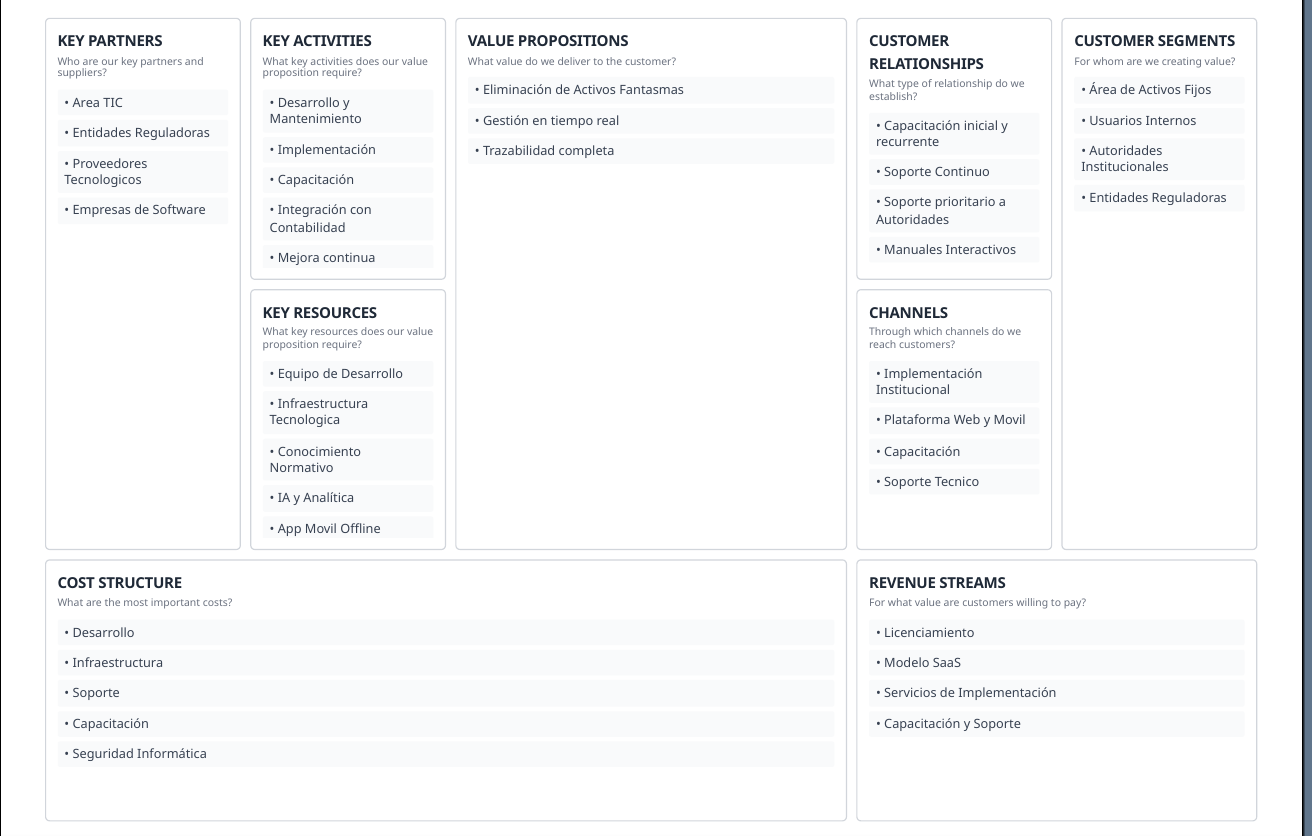 KEY PARTNERS
Who are our key partners and
suppliers?
• Area TIC
• Entidades Reguladoras
• Proveedores
Tecnologicos
• Empresas de Software
KEY ACTIVITIES
What key activities does our value
proposition require?
• Desarrollo y
Mantenimiento
• Implementación
• Capacitación
• Integración con
Contabilidad
• Mejora continua
KEY RESOURCES
What key resources does our value
proposition require?
• Equipo de Desarrollo
• Infraestructura
Tecnologica
• Conocimiento
Normativo
• IA y Analítica
• App Movil Offline
VALUE PROPOSITIONS
What value do we deliver to the customer?
• Eliminación de Activos Fantasmas
• Gestión en tiempo real
• Trazabilidad completa
CUSTOMER
RELATIONSHIPS
What type of relationship do we
establish?
• Capacitación inicial y
recurrente
• Soporte Continuo
• Soporte prioritario a
Autoridades
• Manuales Interactivos
CHANNELS
Through which channels do we
reach customers?
• Implementación
Institucional
• Plataforma Web y Movil
• Capacitación
• Soporte Tecnico
CUSTOMER SEGMENTS
For whom are we creating value?
• Área de Activos Fijos
• Usuarios Internos
• Autoridades
Institucionales
• Entidades Reguladoras
COST STRUCTURE
What are the most important costs?
• Desarrollo
• Infraestructura
• Soporte
• Capacitación
• Seguridad Informática
REVENUE STREAMS
For what value are customers willing to pay?
• Licenciamiento
• Modelo SaaS
• Servicios de Implementación
• Capacitación y Soporte